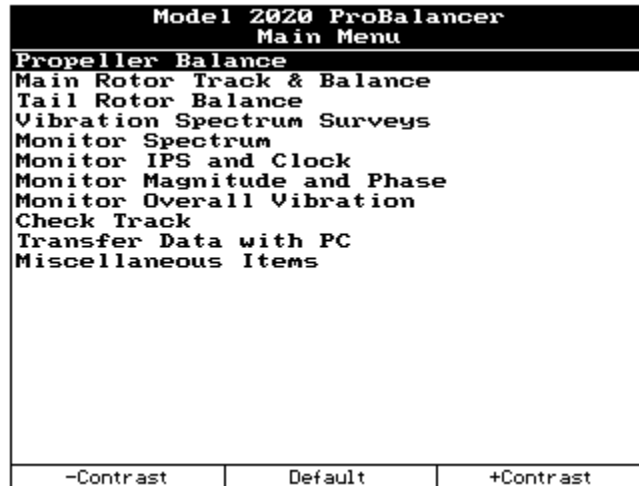 Model 2020 ProBalancer
Main Menu
Propeller Balance
Main Rotor Track & Balance
Tail Rotor Balance
Vibration Spectrum Surveys
Monitor Spectrum
Monitor IPS and Clock
Monitor Magnitude and Phase
Monitor Overall Vibration
Check Track
Transfer Data with PC
Miscellaneous Items
-Contrast Default +Contrast